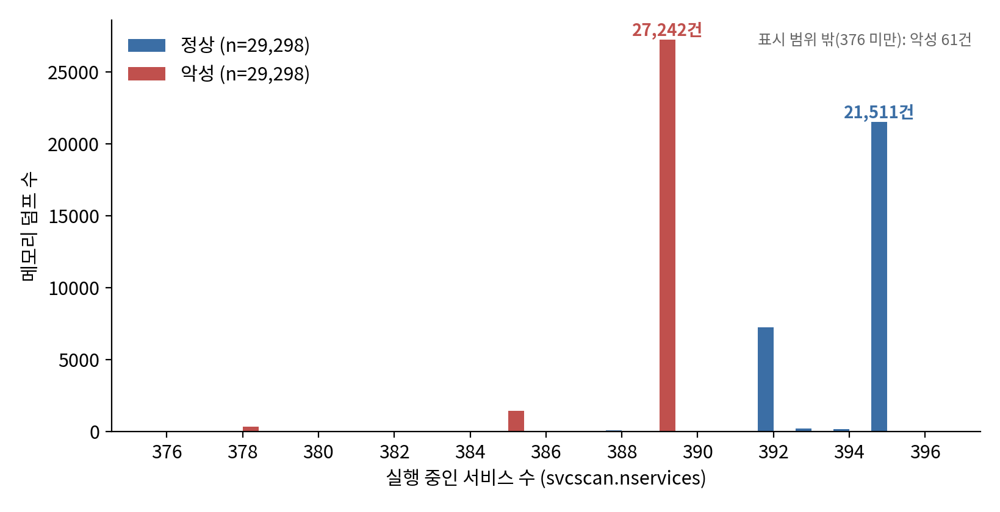 27,242건
표시 범위 밖(376 미만): 악성 61건
정상 (n=29,298)
악성 (n=29,298)
21,511건
25000
20000
15000
10000
5000
0
메모리 덤프 수
376 378 380 382 384 386 388 390 392 394 396
실행 중인 서비스 수 (svcscan.nservices)